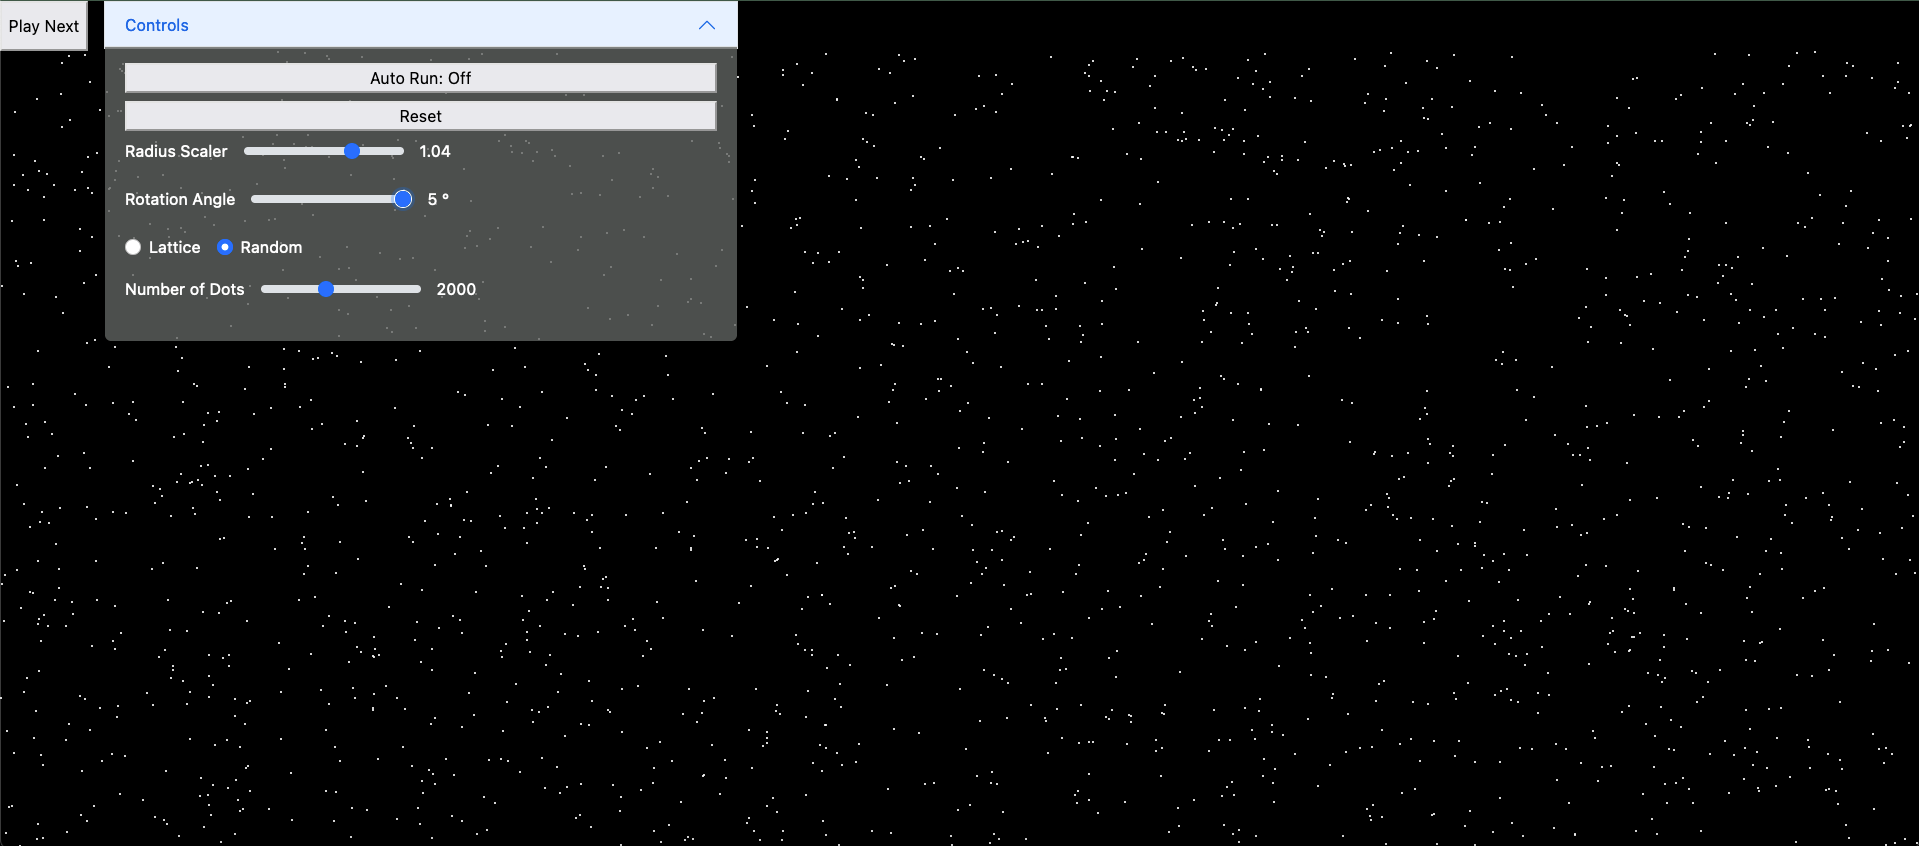 Play Next
Controls
Auto Run: Off
Reset
Radius Scaler 1.04
Rotation Angle 5 °
Lattice Random
Number of Dots 2000